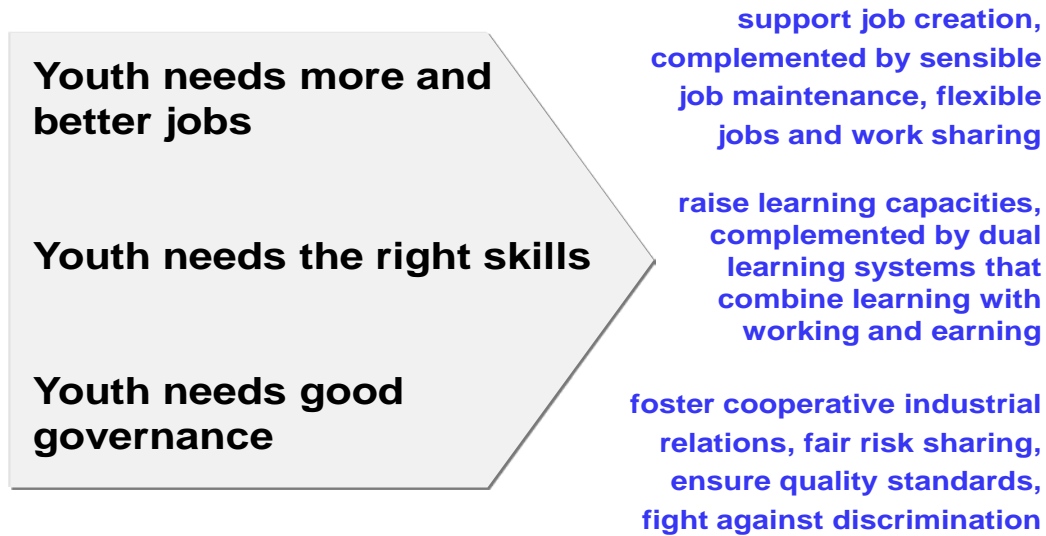 Youth needs more and
better jobs
support job creation,
complemented by sensible
job maintenance, flexible
jobs and work sharing
Youth needs the right skills
raise learning capacities,
complemented by dual
learning systems that
combine learning with
working and earning
Youth needs good
governance
foster cooperative industrial
relations, fair risk sharing,
ensure quality standards,
fight against discrimination